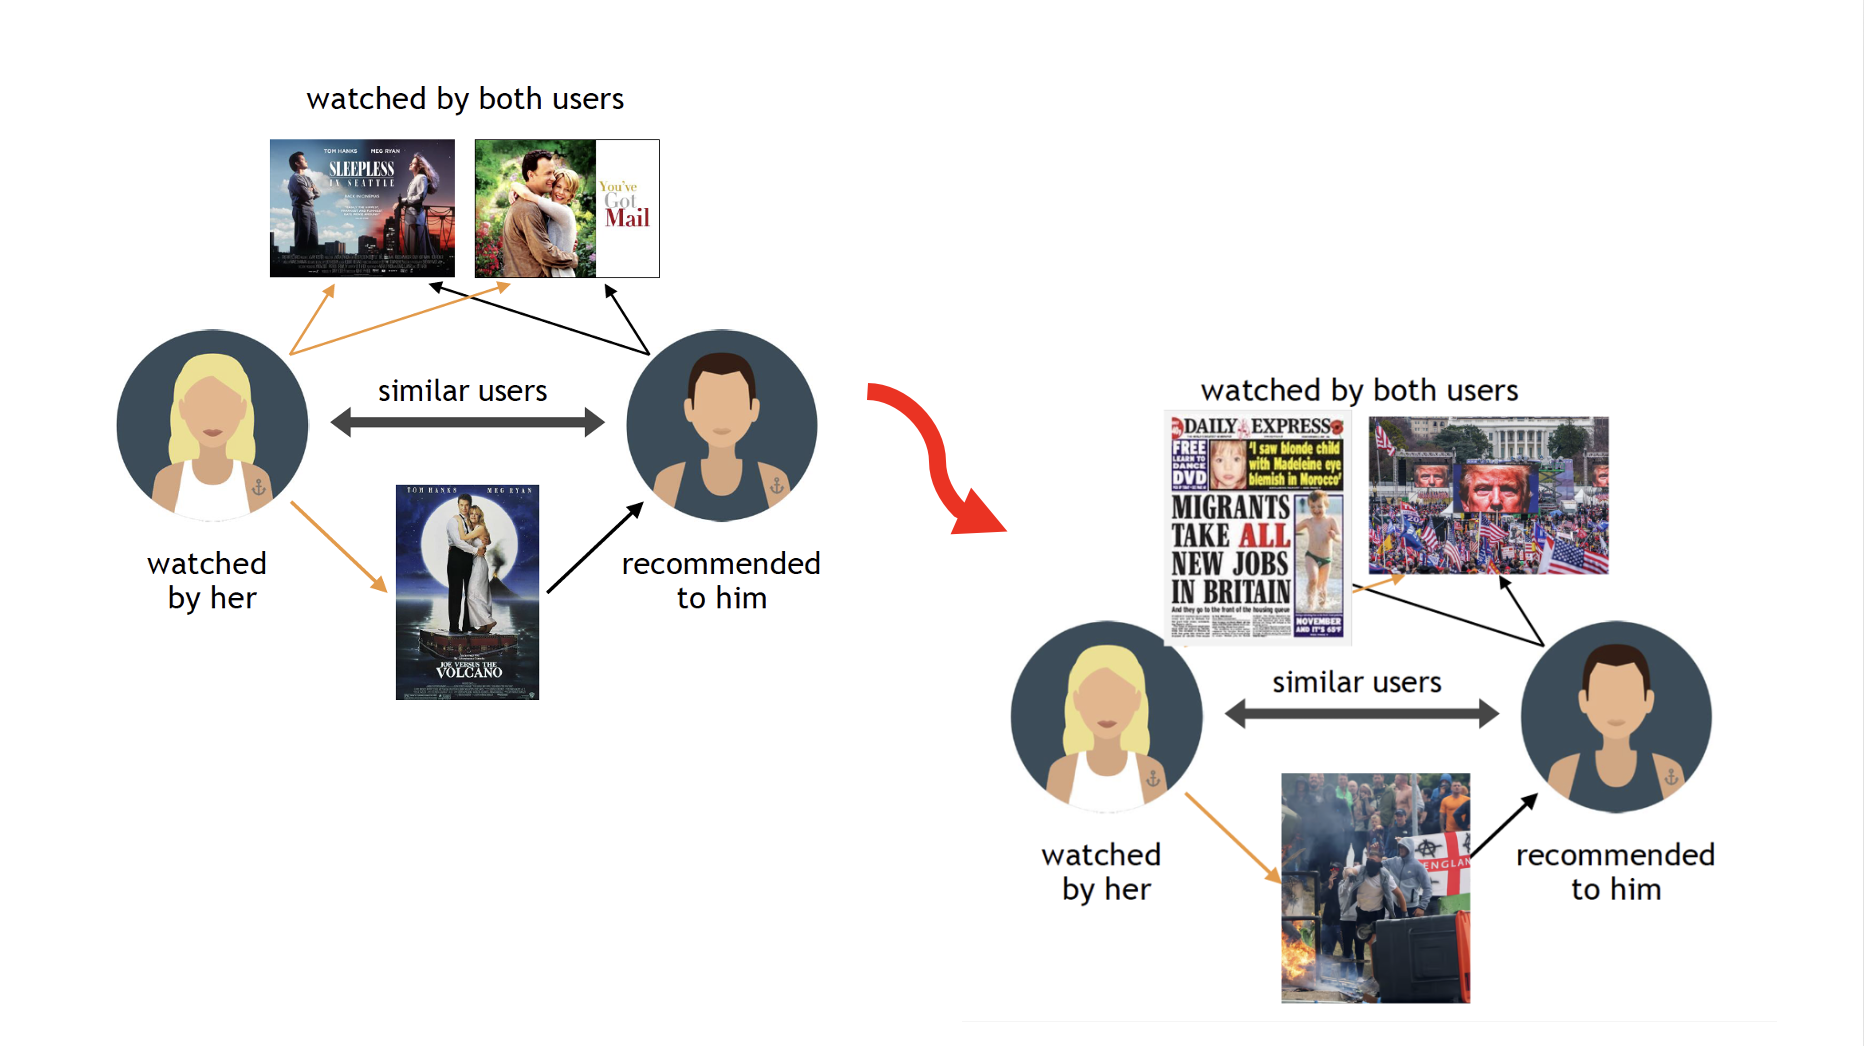 watched by both users
TOM HANKS MEG RYAN
SLEEPLESS
IN SEATTLE
You've
Got
Mail
similar users
TOM HANKS MEG RYAN
JOE VERSUS THE
VOLCANO
watched
by her
recommended
to him
watched by both users
DAILY EXPRESS
FREE
LEARN TO
DANCE
DVD
'I saw blonde child
with Madeleine eye
blemish in Morocco'
MIGRANTS
TAKE ALL
NEW JOBS
IN BRITAIN
And they go to the front of the housing queue
NOVEMBER
AND IT'S 65F
similar users
ENGLAN
watched
by her
recommended
to him